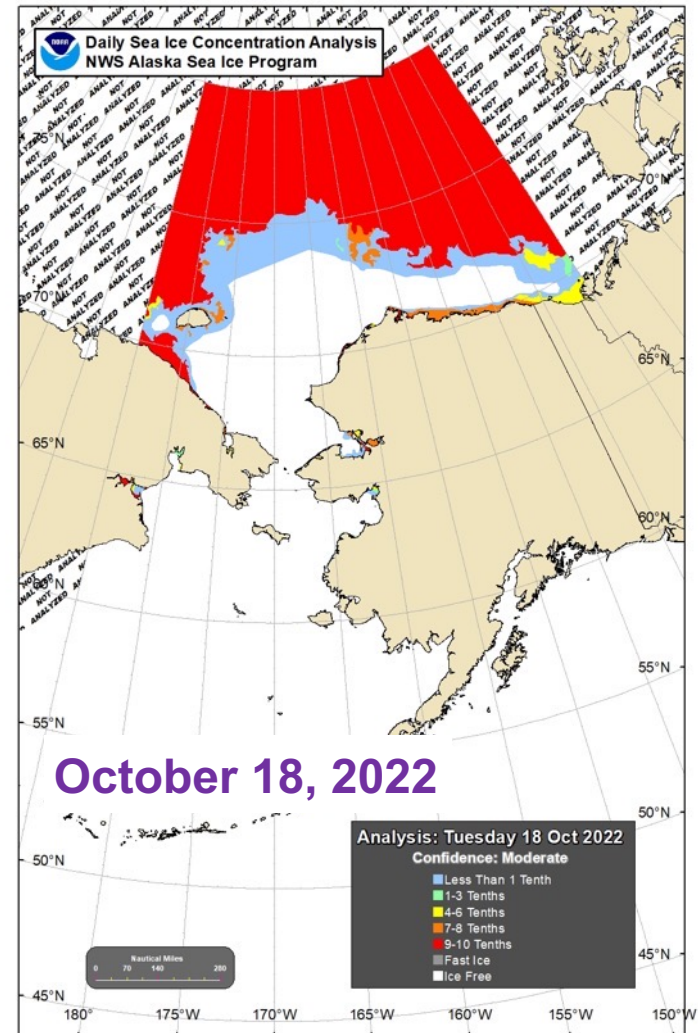 Daily Sea Ice Concentration Analysis
NWS Alaska Sea Ice Program
NOAA
NOT ANALYZED
75°N
70°N
70°N
65°N
65°N
60°N
60°N
55°N
55°N
50°N
50°N
45°N
45°N
October 18, 2022
Analysis: Tuesday 18 Oct 2022
Confidence: Moderate
Less Than 1 Tenth
1-3 Tenths
4-6 Tenths
7-8 Tenths
9-10 Tenths
Fast Ice
Ice Free
Nautical Miles
0 70 140 280
180° 175°W 170°W 165°W 160°W 155°W 150°W